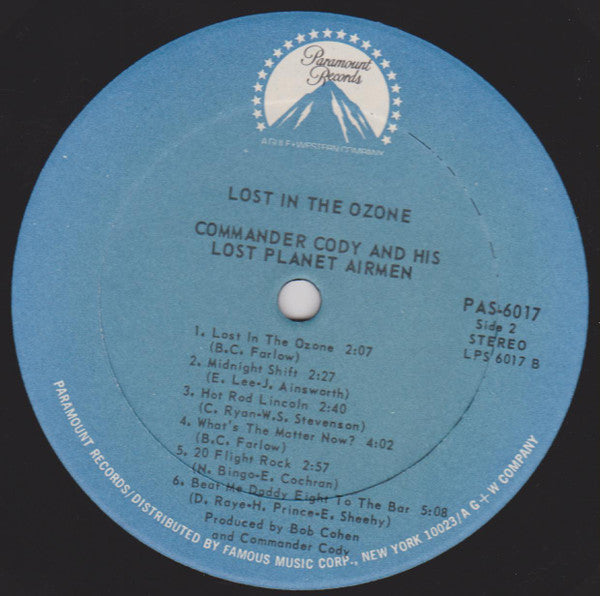 Paramount
Records
A GULF+WESTERN COMPANY
LOST IN THE OZONE
COMMANDER CODY AND HIS
LOST PLANET AIRMEN
PAS-6017
Side 2
STEREO
LPS 6017 B
1. Lost In The Ozone 2:07
(B.C. Farlow)
2. Midnight Shift 2:27
(E. Lee-J. Ainsworth)
3. Hot Rod Lincoln 2:40
(C. Ryan-W.S. Stevenson)
4. What's The Matter Now? 4:02
(B.C. Farlow)
5. 20 Flight Rock 2:57
(N. Bingo-E. Cochran)
6. Beat Me Daddy Eight To The Bar 5:08
(D. Raye-H. Prince-E. Sheehy)
Produced by Bob Cohen
and Commander Cody
PARAMOUNT RECORDS/DISTRIBUTED BY FAMOUS MUSIC CORP., NEW YORK 10023/A G+W COMPANY